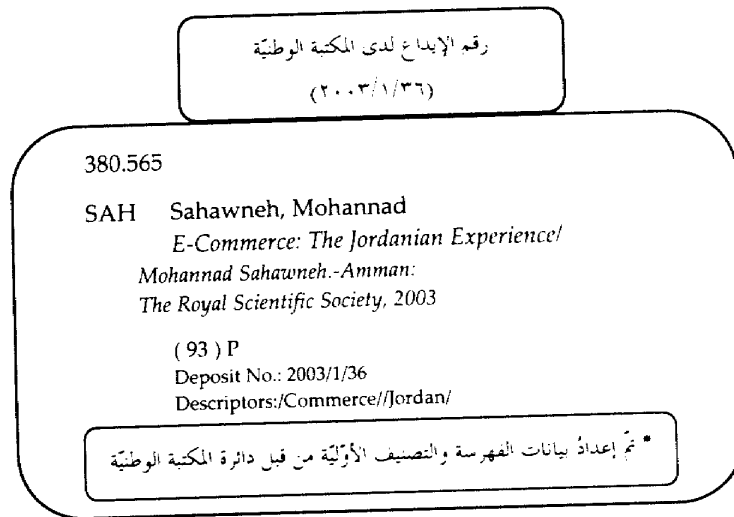 رقم الإيداع لدى المكتبة الوطنيّة
(٢٠٠٣/١/٣٦)
380.565
SAH Sahawneh, Mohannad
E-Commerce: The Jordanian Experience/
Mohannad Sahawneh.-Amman:
The Royal Scientific Society, 2003
( 93 ) P
Deposit No.: 2003/1/36
Descriptors:/Commerce//Jordan/
* تمّ إعدادُ بيانات الفهرسة والتصنيف الأوّليّة من قبل دائرة المكتبة الوطنيّة